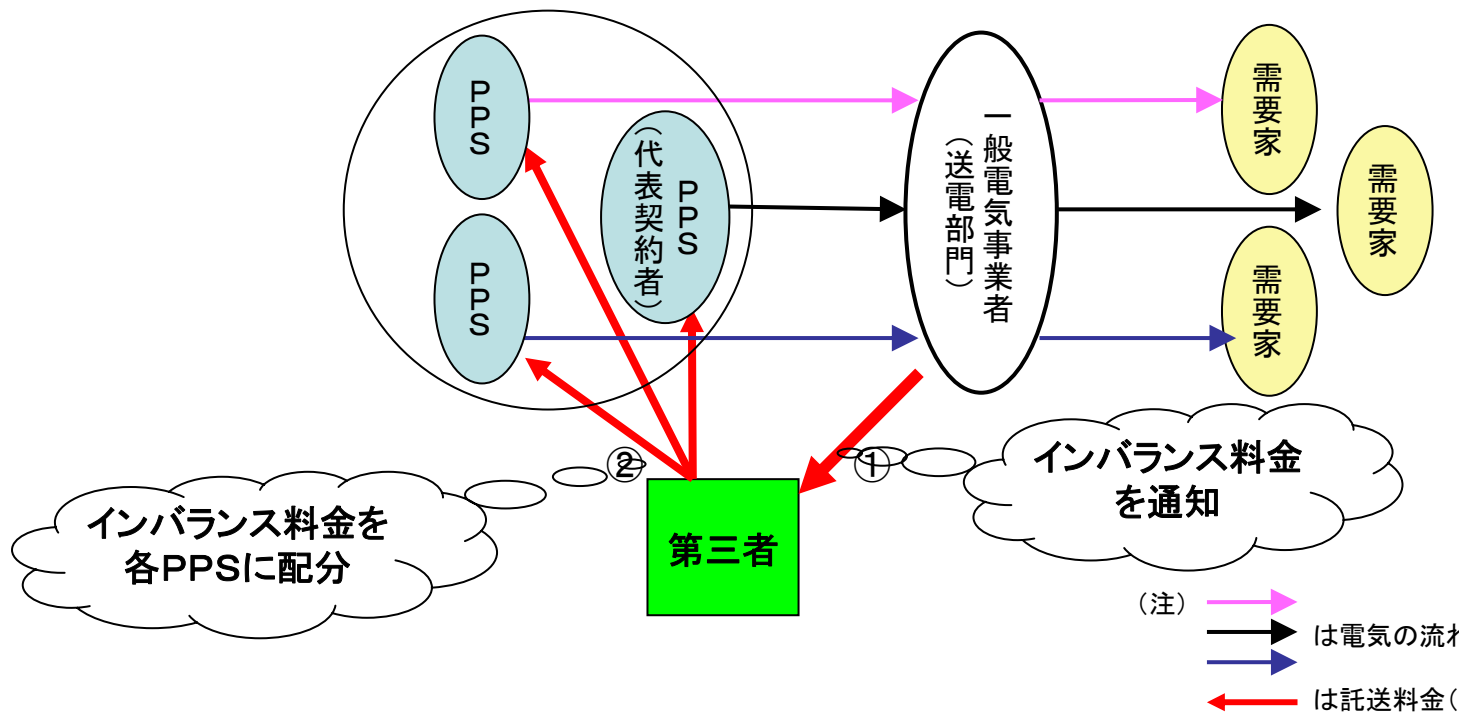 PPS
PPS
(代表契約者)
PPS
一般電気事業者
(送電部門)
需要家
需要家
需要家
②
①
インバランス料金を
各PPSに配分
第三者
インバランス料金
を通知
(注)
は電気の流れ
は託送料金(